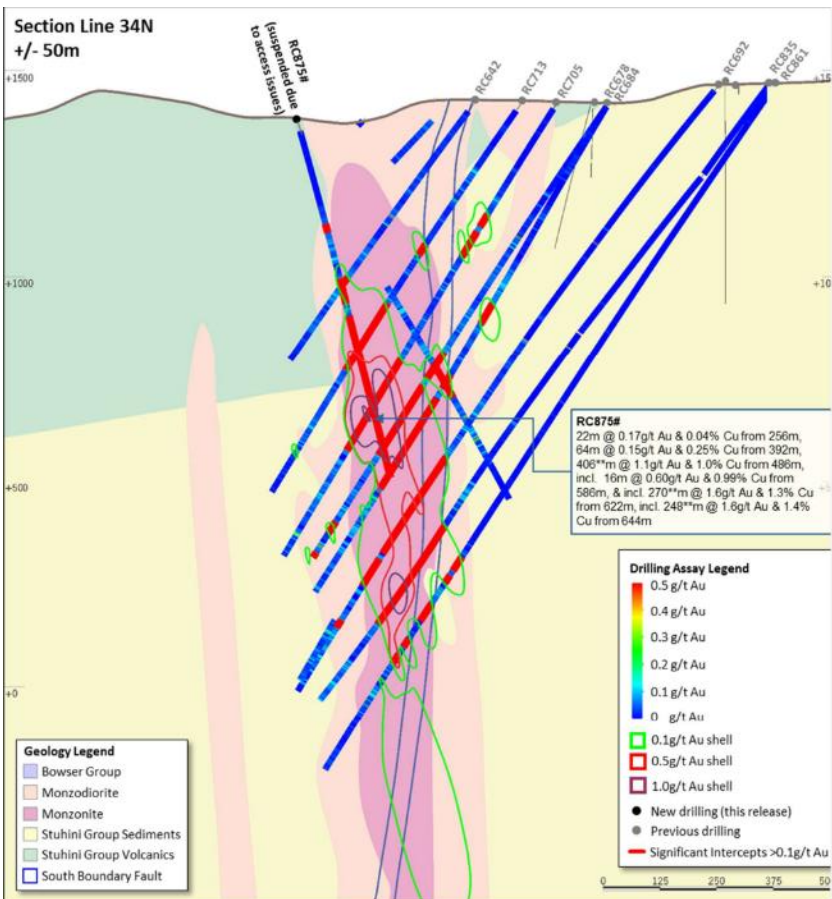 Section Line 34N
+/- 50m
RC875#
(suspended due
to access issues)
RC642
RC713
RC705
RC678
RC684
RC692
RC835
RC861
+1500
+1000
+10
+500
+0
RC875#
22m @ 0.17g/t Au & 0.04% Cu from 256m,
64m @ 0.15g/t Au & 0.25% Cu from 392m,
406**m @ 1.1g/t Au & 1.0% Cu from 486m,
incl. 16m @ 0.60g/t Au & 0.99% Cu from
586m, & incl. 270**m @ 1.6g/t Au & 1.3% Cu
from 622m, incl. 248**m @ 1.6g/t Au & 1.4%
Cu from 644m
Drilling Assay Legend
0.5 g/t Au
0.4 g/t Au
0.3 g/t Au
0.2 g/t Au
0.1 g/t Au
0 g/t Au
0.1g/t Au shell
0.5g/t Au shell
1.0g/t Au shell
New drilling (this release)
Previous drilling
Significant Intercepts >0.1g/t Au
Geology Legend
Bowser Group
Monzodiorite
Monzonite
Stuhini Group Sediments
Stuhini Group Volcanics
South Boundary Fault
0 125 250 375 50